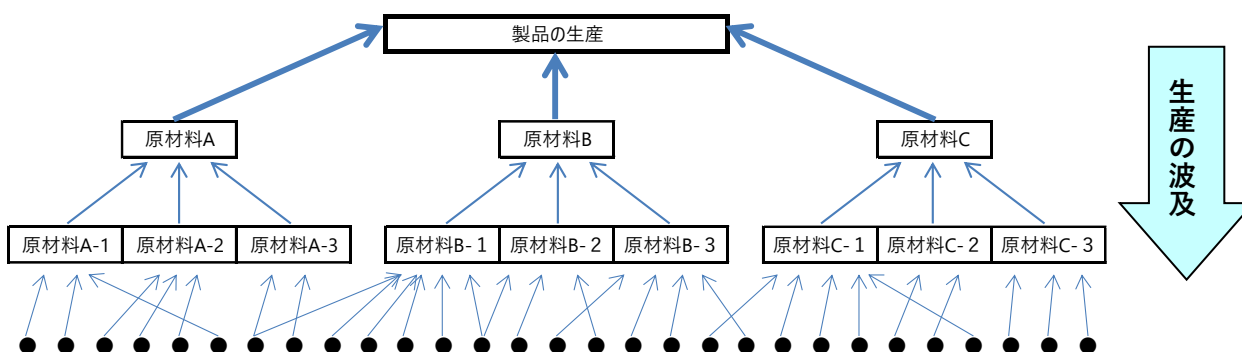 製品の生産
生産の波及
原材料A
原材料B
原材料C
原材料A-1
原材料A-2
原材料A-3
原材料B-１
原材料B-２
原材料B-３
原材料C-１
原材料C-２
原材料C-３